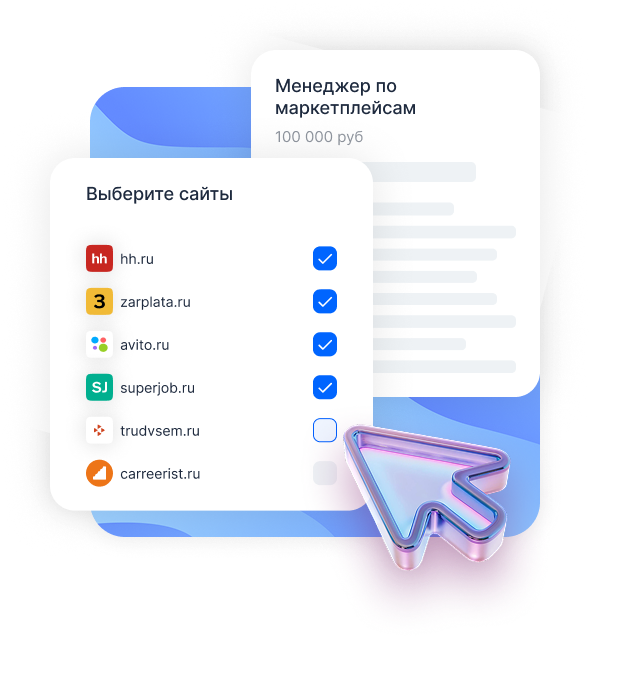 Менеджер по
маркетплейсам
100 000 руб
Выберите сайты
hh hh.ru
З zarplata.ru
avito.ru
SJ superjob.ru
trudvsem.ru
carreerist.ru